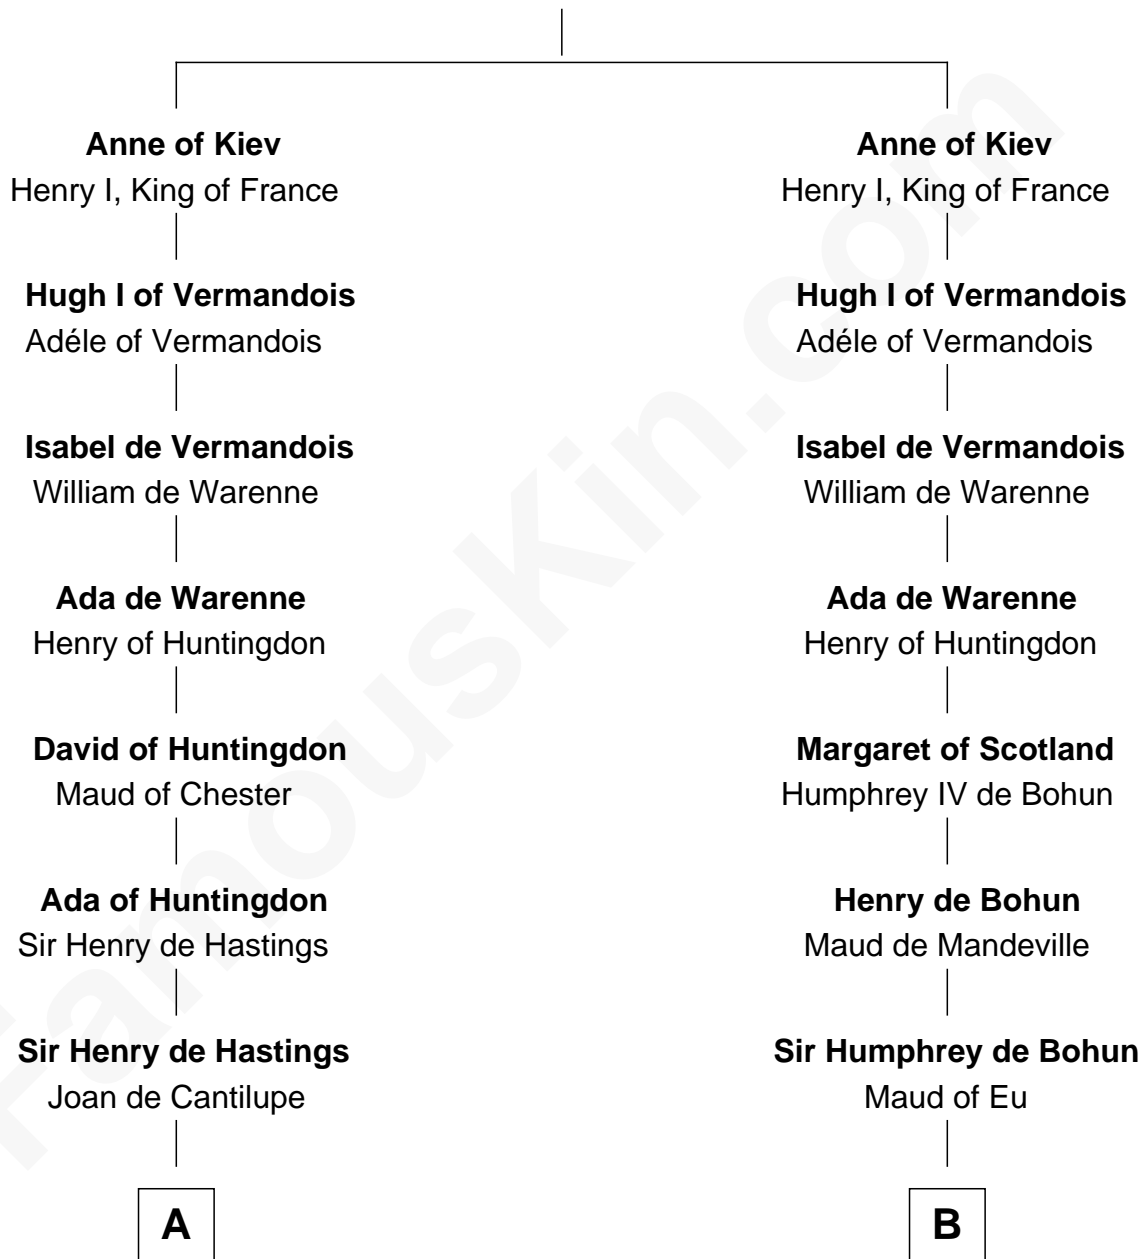 Anne of Kiev
Henry I, King of France
Hugh I of Vermandois
Adéle of Vermandois
Isabel de Vermandois
William de Warenne
Ada de Warenne
Henry of Huntingdon
David of Huntingdon
Maud of Chester
Ada of Huntingdon
Sir Henry de Hastings
Sir Henry de Hastings
Joan de Cantilupe
A
Anne of Kiev
Henry I, King of France
Hugh I of Vermandois
Adéle of Vermandois
Isabel de Vermandois
William de Warenne
Ada de Warenne
Henry of Huntingdon
Margaret of Scotland
Humphrey IV de Bohun
Henry de Bohun
Maud de Mandeville
Sir Humphrey de Bohun
Maud of Eu
B
FamousKin.com